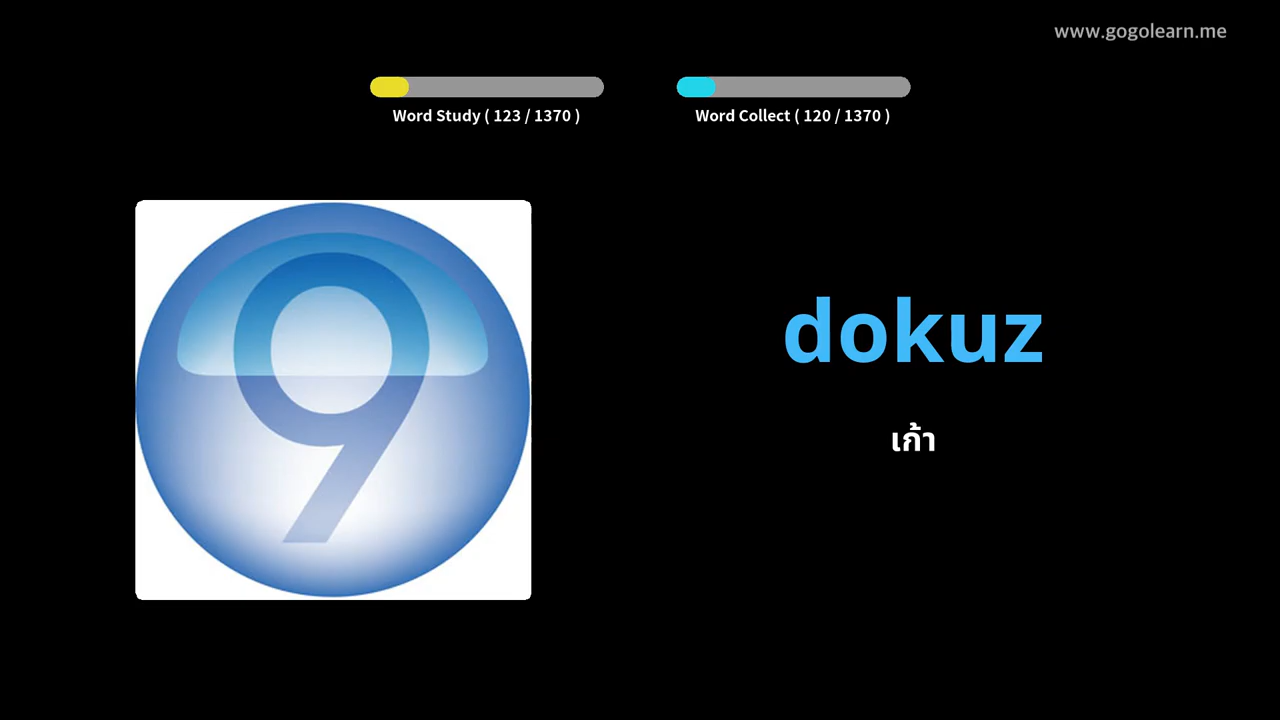 www.gogolearn.me
Word Study ( 123 / 1370 )
Word Collect ( 120 / 1370 )
9
dokuz
เก้า